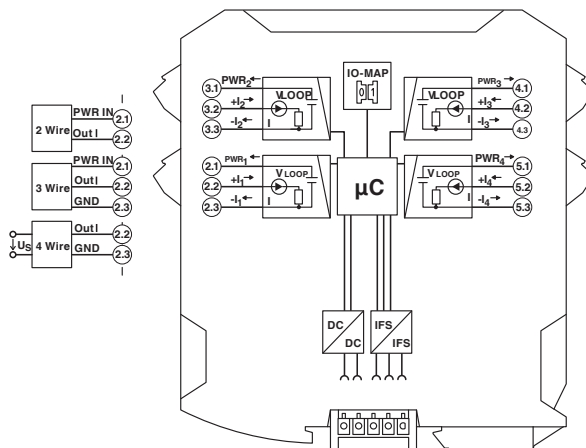 IO-MAP
0 1
3.1 PWR2
3.2 +I2
3.3 -I2
VLOOP
I
PWR3 4.1
+I3 4.2
-I3 4.3
VLOOP
I
2 Wire
PWR IN 2.1
Out I 2.2
3 Wire
PWR IN 2.1
Out I 2.2
GND 2.3
4 Wire
US
Out I 2.2
GND 2.3
2.1 PWR1
2.2 +I1
2.3 -I1
VLOOP
I
µC
PWR4 5.1
+I4 5.2
-I4 5.3
VLOOP
I
DC
DC
IFS
IFS